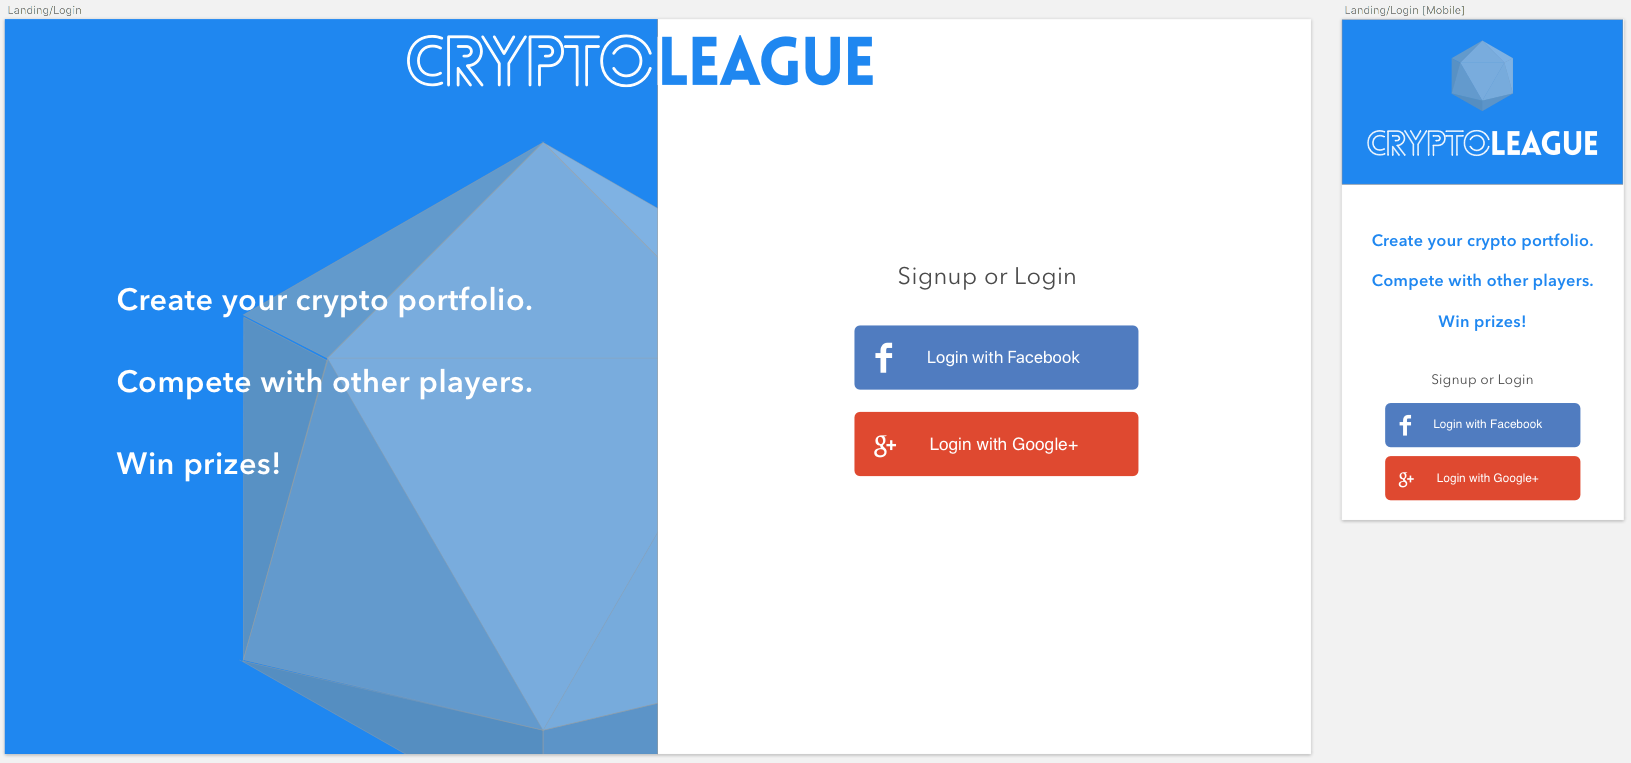 Landing/Login
CRYPTOLEAGUE
Create your crypto portfolio.
Compete with other players.
Win prizes!
Signup or Login
f Login with Facebook
g+ Login with Google+
Landing/Login [Mobile]
CRYPTOLEAGUE
Create your crypto portfolio.
Compete with other players.
Win prizes!
Signup or Login
f Login with Facebook
g+ Login with Google+